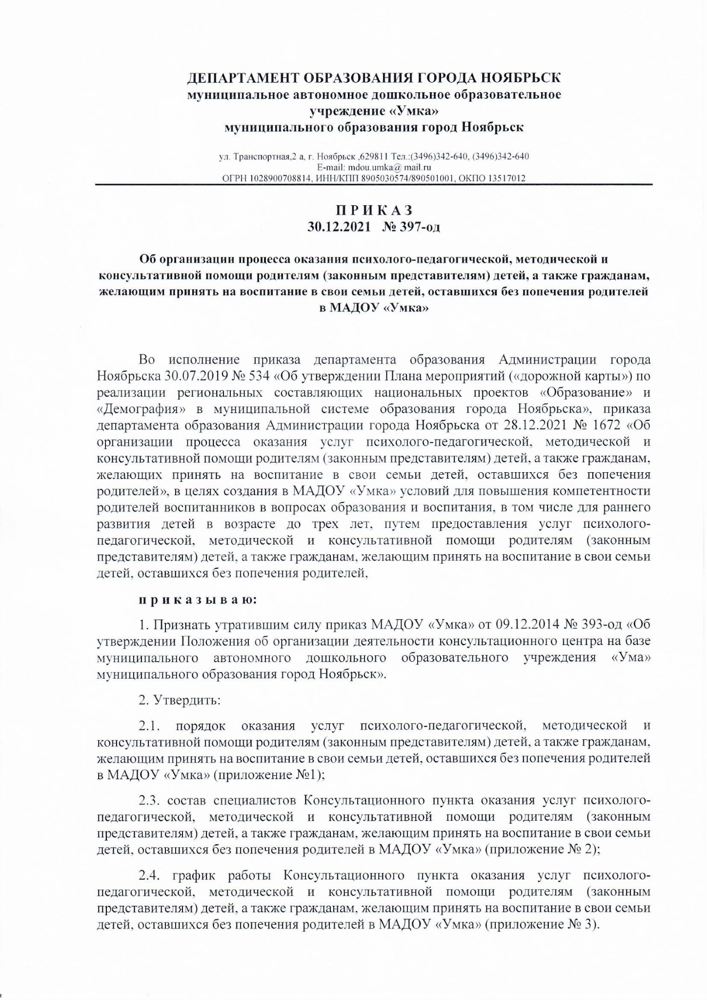 ДЕПАРТАМЕНТ ОБРАЗОВАНИЯ ГОРОДА НОЯБРЬСК
муниципальное автономное дошкольное образовательное
учреждение «Умка»
муниципального образования город Ноябрьск
ул. Транспортная,2 а, г. Ноябрьск ,629811 Тел.:(3496)342-640, (3496)342-640
E-mail: mdou.umka@ mail.ru
ОГРН 1028900708814, ИНН/КПП 8905030574/890501001, ОКПО 13517012
П Р И К А З
30.12.2021 № 397-од
Об организации процесса оказания психолого-педагогической, методической и
консультативной помощи родителям (законным представителям) детей, а также гражданам,
желающим принять на воспитание в свои семьи детей, оставшихся без попечения родителей
в МАДОУ «Умка»
Во исполнение приказа департамента образования Администрации города
Ноябрьска 30.07.2019 № 534 «Об утверждении Плана мероприятий («дорожной карты») по
реализации региональных составляющих национальных проектов «Образование» и
«Демография» в муниципальной системе образования города Ноябрьска», приказа
департамента образования Администрации города Ноябрьска от 28.12.2021 № 1672 «Об
организации процесса оказания услуг психолого-педагогической, методической и
консультативной помощи родителям (законным представителям) детей, а также гражданам,
желающих принять на воспитание в свои семьи детей, оставшихся без попечения
родителей», в целях создания в МАДОУ «Умка» условий для повышения компетентности
родителей воспитанников в вопросах образования и воспитания, в том числе для раннего
развития детей в возрасте до трех лет, путем предоставления услуг психолого-
педагогической, методической и консультативной помощи родителям (законным
представителям) детей, а также гражданам, желающим принять на воспитание в свои семьи
детей, оставшихся без попечения родителей,
п р и к а з ы в а ю:
1. Признать утратившим силу приказ МАДОУ «Умка» от 09.12.2014 № 393-од «Об
утверждении Положения об организации деятельности консультационного центра на базе
муниципального автономного дошкольного образовательного учреждения «Ума»
муниципального образования город Ноябрьск».
2. Утвердить:
2.1. порядок оказания услуг психолого-педагогической, методической и
консультативной помощи родителям (законным представителям) детей, а также гражданам,
желающим принять на воспитание в свои семьи детей, оставшихся без попечения родителей
в МАДОУ «Умка» (приложение №1);
2.3. состав специалистов Консультационного пункта оказания услуг психолого-
педагогической, методической и консультативной помощи родителям (законным
представителям) детей, а также гражданам, желающим принять на воспитание в свои семьи
детей, оставшихся без попечения родителей в МАДОУ «Умка» (приложение № 2);
2.4. график работы Консультационного пункта оказания услуг психолого-
педагогической, методической и консультативной помощи родителям (законным
представителям) детей, а также гражданам, желающим принять на воспитание в свои семьи
детей, оставшихся без попечения родителей в МАДОУ «Умка» (приложение № 3).